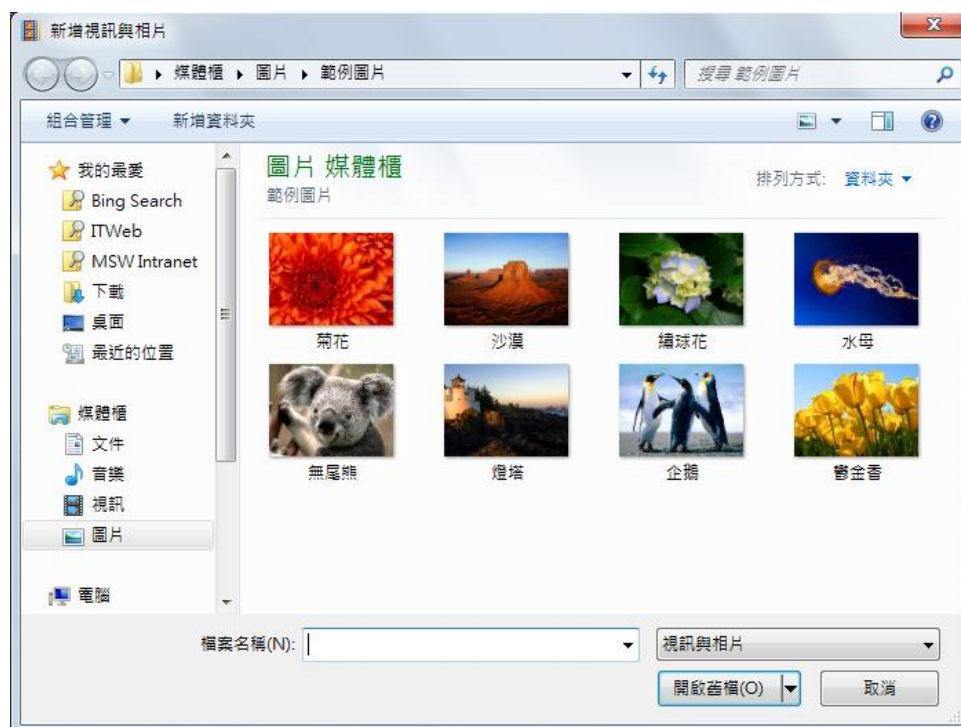 新增視訊與相片
媒體櫃 圖片 範例圖片
搜尋 範例圖片
組合管理 新增資料夾
我的最愛
Bing Search
ITWeb
MSW Intranet
下載
桌面
最近的位置
媒體櫃
文件
音樂
視訊
圖片
電腦
圖片 媒體櫃
範例圖片
排列方式: 資料夾
菊花 沙漠 繡球花 水母
無尾熊 燈塔 企鵝 鬱金香
檔案名稱(N):
視訊與相片
開啟舊檔(O) 取消